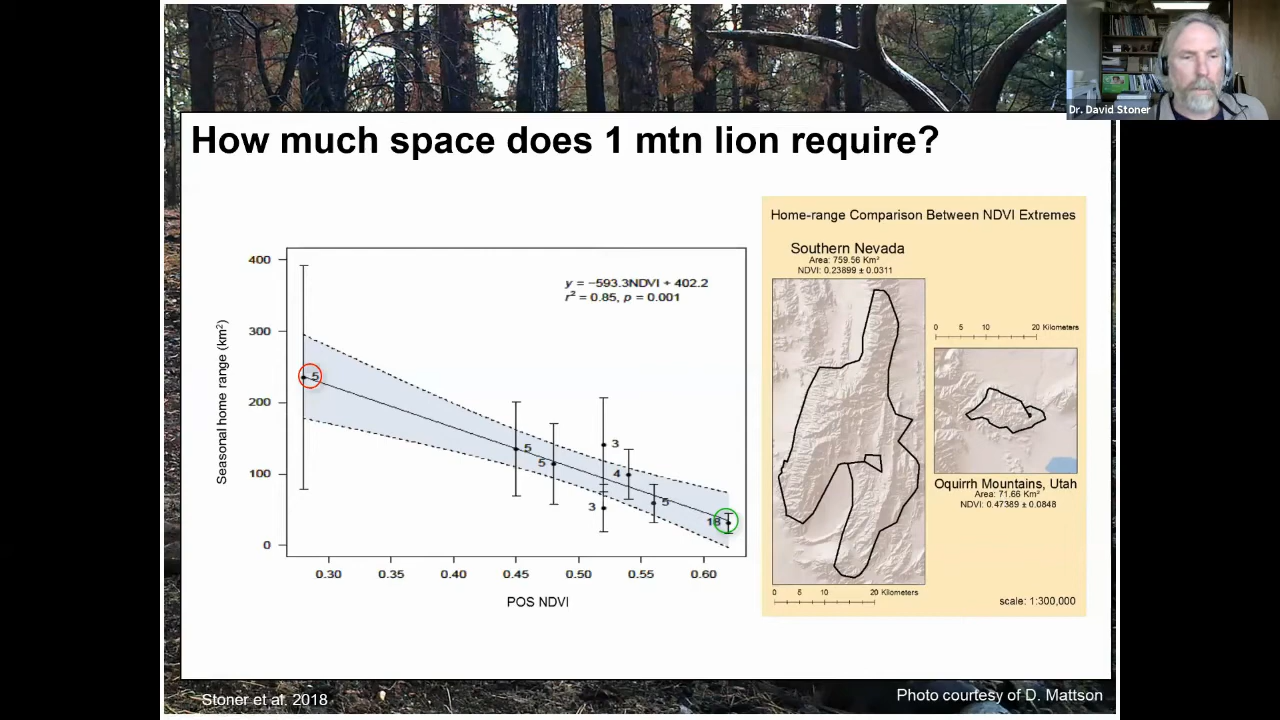 Dr. David Stoner
How much space does 1 mtn lion require?
400
300
200
100
0
Seasonal home range (km²)
y = −593.3NDVI + 402.2
r² = 0.85, p = 0.001
5
5
5
3
3
4
5
18
0.30 0.35 0.40 0.45 0.50 0.55 0.60
POS NDVI
Home-range Comparison Between NDVI Extremes
Southern Nevada
Area: 759.56 Km²
NDVI: 0.23899 ± 0.0311
0 5 10 20 Kilometers
0 5 10 20 Kilometers
Oquirrh Mountains, Utah
Area: 71.66 Km²
NDVI: 0.47389 ± 0.0848
scale: 1:300,000
Stoner et al. 2018
Photo courtesy of D. Mattson